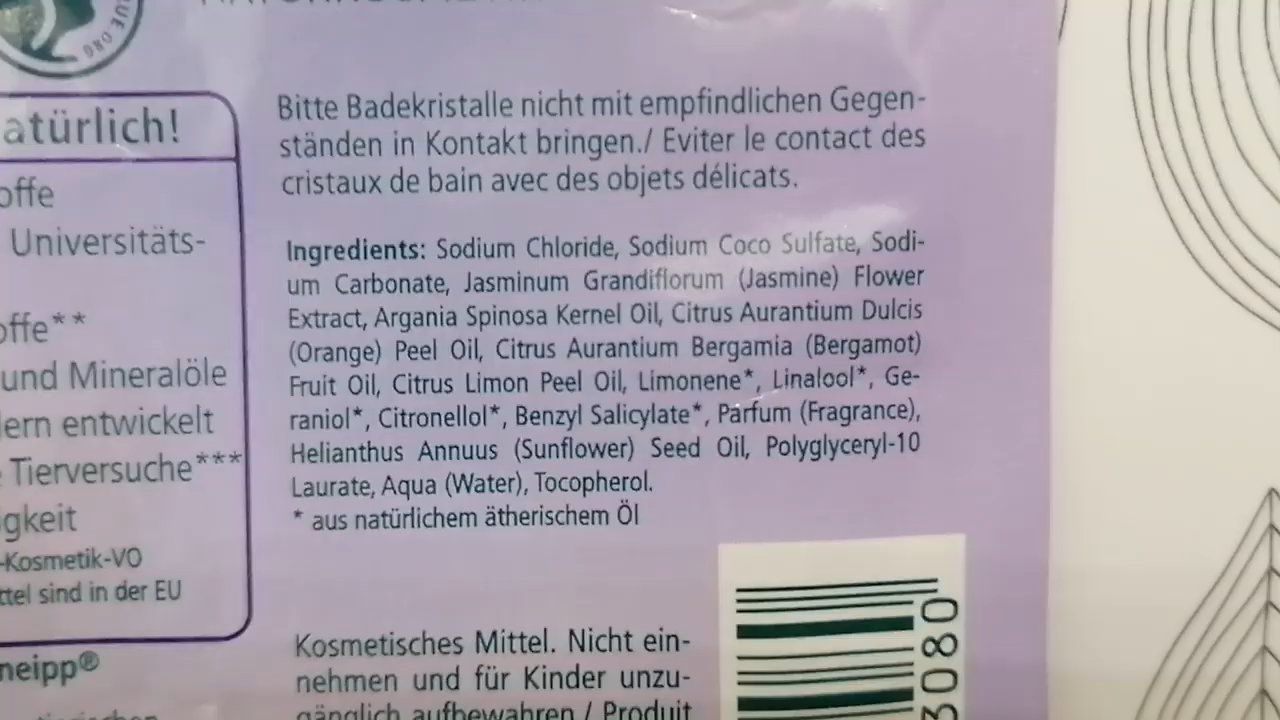 UE.ORG
atürlich!
offe
Universitäts-
offe**
und Mineralöle
lern entwickelt
Tierversuche***
gkeit
-Kosmetik-VO
ttel sind in der EU
neipp®
Bitte Badekristalle nicht mit empfindlichen Gegen-
ständen in Kontakt bringen./ Eviter le contact des
cristaux de bain avec des objets délicats.
Ingredients: Sodium Chloride, Sodium Coco Sulfate, Sodi-
um Carbonate, Jasminum Grandiflorum (Jasmine) Flower
Extract, Argania Spinosa Kernel Oil, Citrus Aurantium Dulcis
(Orange) Peel Oil, Citrus Aurantium Bergamia (Bergamot)
Fruit Oil, Citrus Limon Peel Oil, Limonene*, Linalool*, Ge-
raniol*, Citronellol*, Benzyl Salicylate*, Parfum (Fragrance),
Helianthus Annuus (Sunflower) Seed Oil, Polyglyceryl-10
Laurate, Aqua (Water), Tocopherol.
* aus natürlichem ätherischem Öl
Kosmetisches Mittel. Nicht ein-
nehmen und für Kinder unzu-
gänglich aufbewahren / Produit
3080